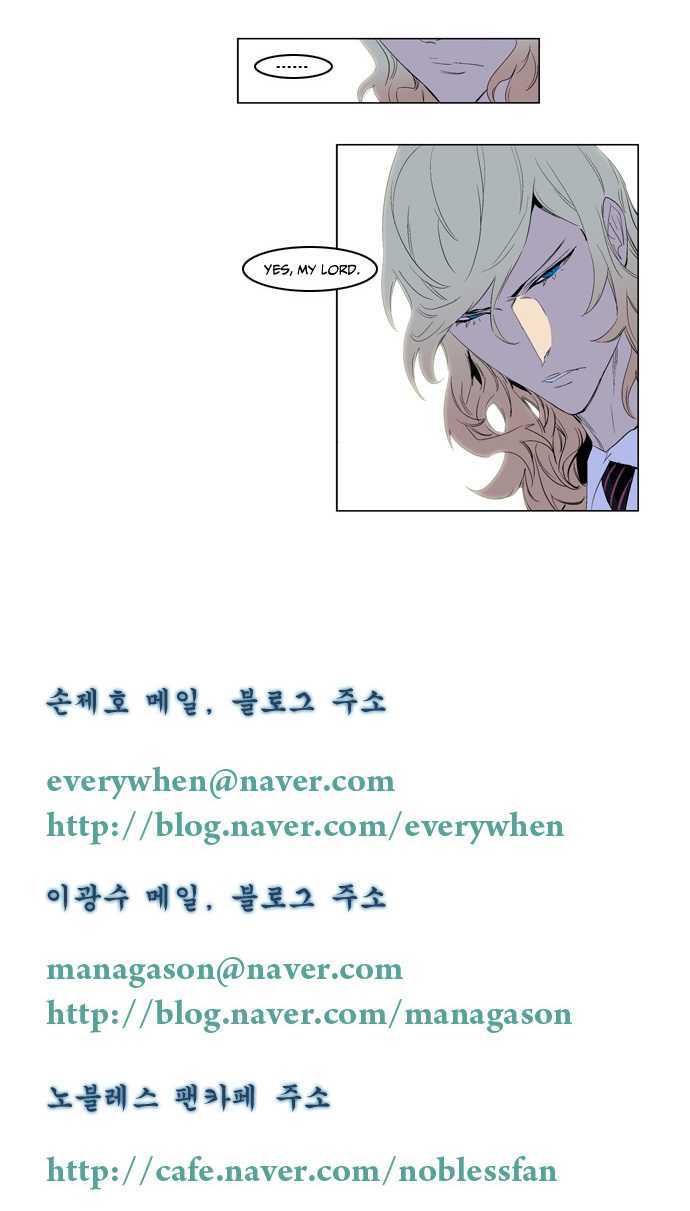 ......
YES, MY LORD.
손제호 메일, 블로그 주소
everywhen@naver.com
http://blog.naver.com/everywhen
이광수 메일, 블로그 주소
managason@naver.com
http://blog.naver.com/managason
노블레스 팬카페 주소
http://cafe.naver.com/noblessfan